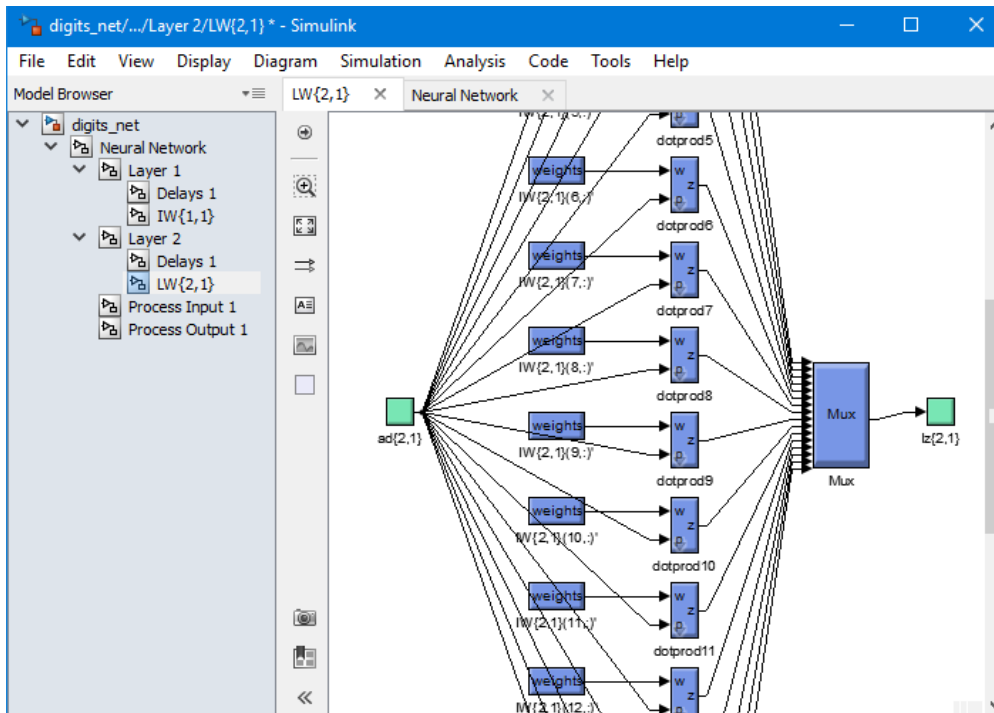 digits_net/.../Layer 2/LW{2,1} * - Simulink
File Edit View Display Diagram Simulation Analysis Code Tools Help
Model Browser
LW{2,1}
Neural Network
digits_net
Neural Network
Layer 1
Delays 1
IW{1,1}
Layer 2
Delays 1
LW{2,1}
Process Input 1
Process Output 1
dotprod5
weights
IW{2,1}(6,:)'
w
z
p
dotprod6
weights
IW{2,1}(7,:)'
w
z
p
dotprod7
weights
IW{2,1}(8,:)'
w
z
p
dotprod8
ad{2,1}
weights
IW{2,1}(9,:)'
w
z
p
dotprod9
Mux
Mux
lz{2,1}
weights
IW{2,1}(10,:)'
w
z
p
dotprod10
weights
IW{2,1}(11,:)'
w
z
p
dotprod11
weights
IW{2,1}(12,:)'
w
z